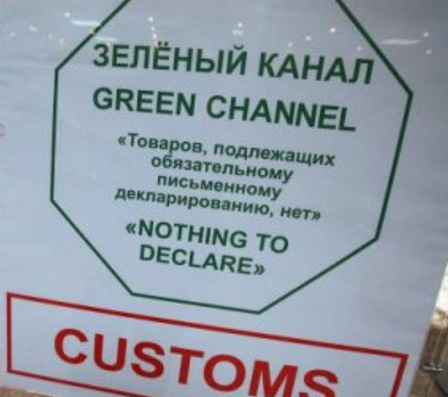 ЗЕЛЁНЫЙ КАНАЛ
GREEN CHANNEL
«Товаров, подлежащих
обязательному
письменному
декларированию, нет»
«NOTHING TO
DECLARE»
CUSTOMS